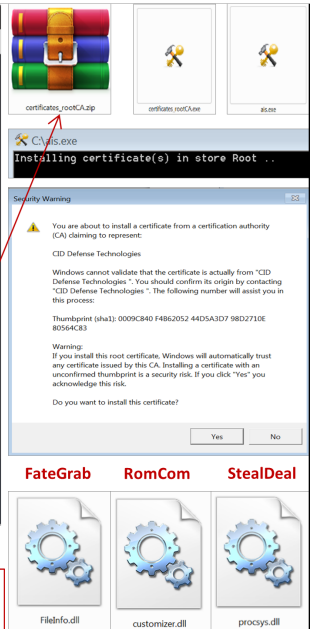 certificates_rootCA.zip
certificates_rootCA.exe
ais.exe
C:\ais.exe
Installing certificate(s) in store Root ..
Security Warning
You are about to install a certificate from a certification authority
(CA) claiming to represent:
CID Defense Technologies
Windows cannot validate that the certificate is actually from "CID
Defense Technologies ". You should confirm its origin by contacting
"CID Defense Technologies ". The following number will assist you in
this process:
Thumbprint (sha1): 0009C840 F4862052 44D5A3D7 98D2710E
80564C83
Warning:
If you install this root certificate, Windows will automatically trust
any certificate issued by this CA. Installing a certificate with an
unconfirmed thumbprint is a security risk. If you click "Yes" you
acknowledge this risk.
Do you want to install this certificate?
Yes No
FateGrab RomCom StealDeal
FileInfo.dll customizer.dll procsys.dll